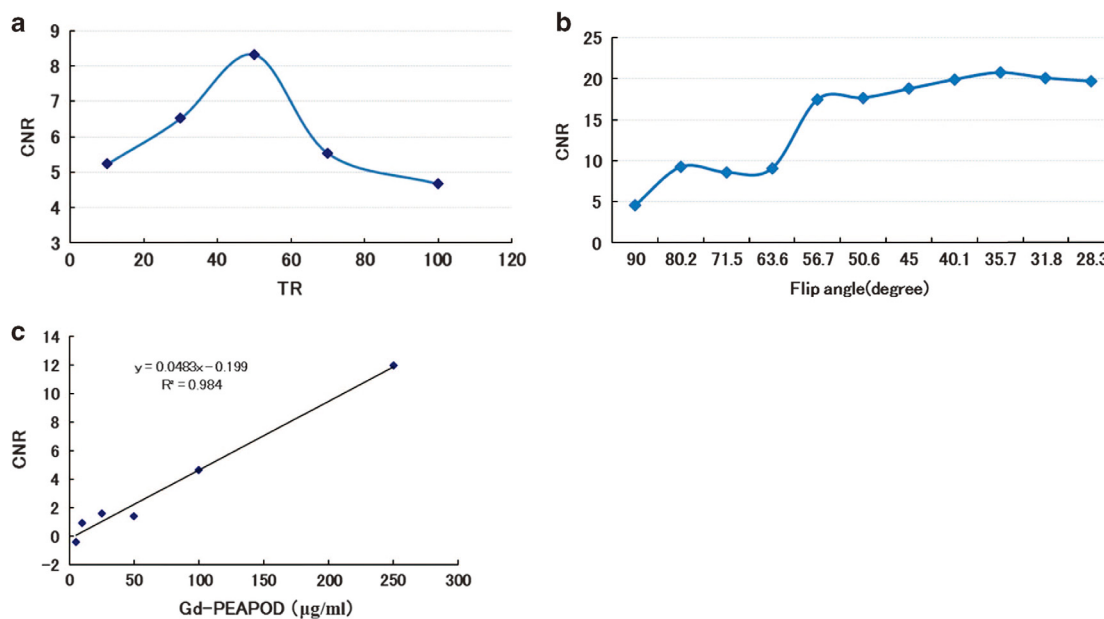 a
9
8
7
6
5
4
3
CNR
0 20 40 60 80 100 120
TR
b
25
20
15
10
5
0
CNR
90 80.2 71.5 63.6 56.7 50.6 45 40.1 35.7 31.8 28.3
Flip angle(degree)
c
14
12
10
8
6
4
2
0
−2
CNR
y = 0.0483x − 0.199
R² = 0.984
0 50 100 150 200 250 300
Gd-PEAPOD (μg/ml)